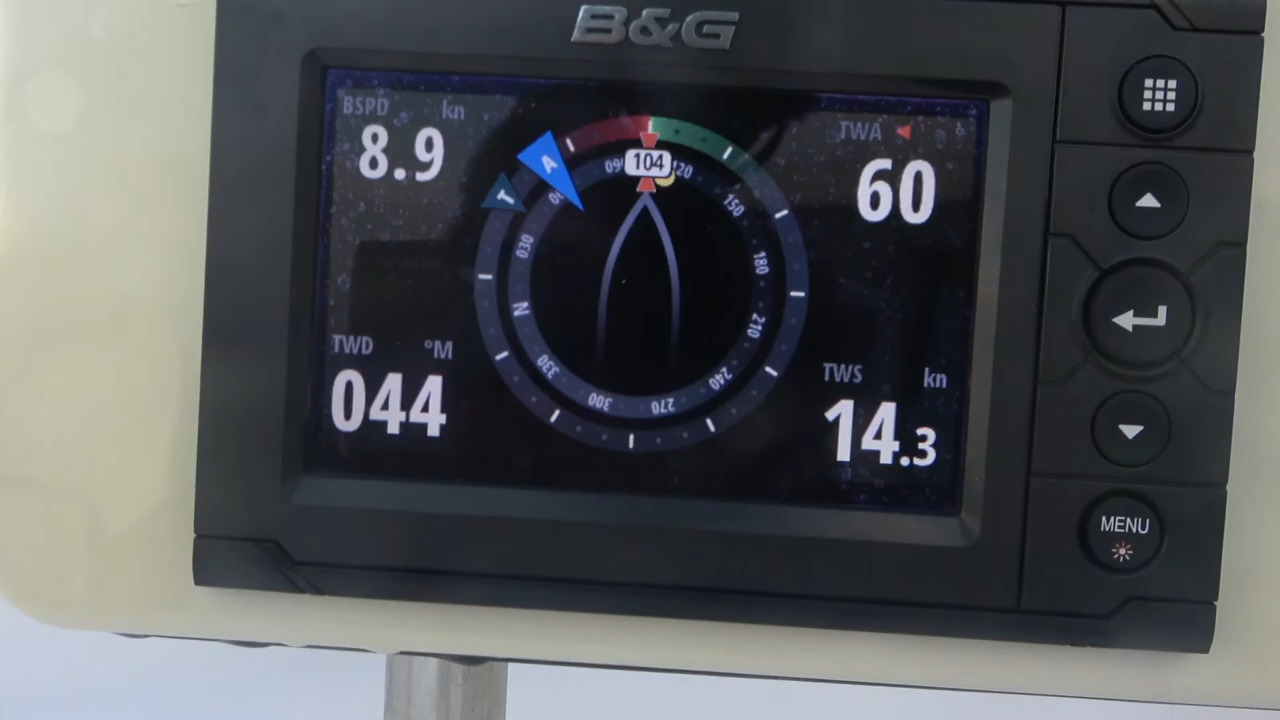 B&G
BSPD kn
8.9
TWA
60
TWD °M
044
TWS kn
14.3
A
T
104
120
150
180
210
240
270
300
330
N
030
MENU